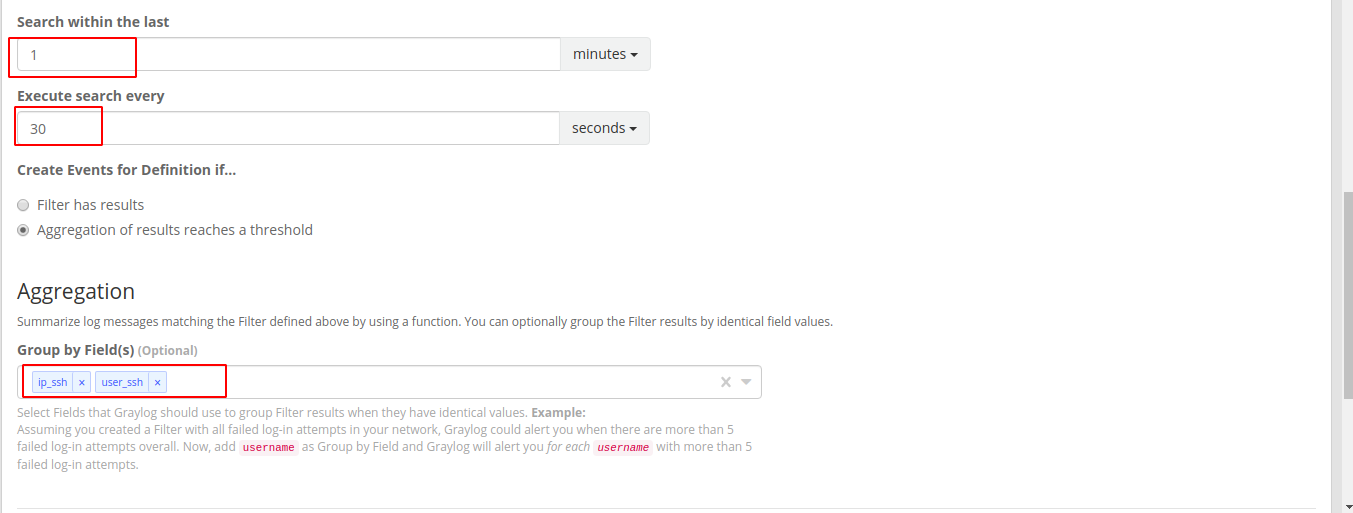 Search within the last
1
minutes
Execute search every
30
seconds
Create Events for Definition if...
Filter has results
Aggregation of results reaches a threshold
Aggregation
Summarize log messages matching the Filter defined above by using a function. You can optionally group the Filter results by identical field values.
Group by Field(s) (Optional)
ip_ssh × user_ssh ×
Select Fields that Graylog should use to group Filter results when they have identical values. Example:
Assuming you created a Filter with all failed log-in attempts in your network, Graylog could alert you when there are more than 5
failed log-in attempts overall. Now, add username as Group by Field and Graylog will alert you for each username with more than 5
failed log-in attempts.